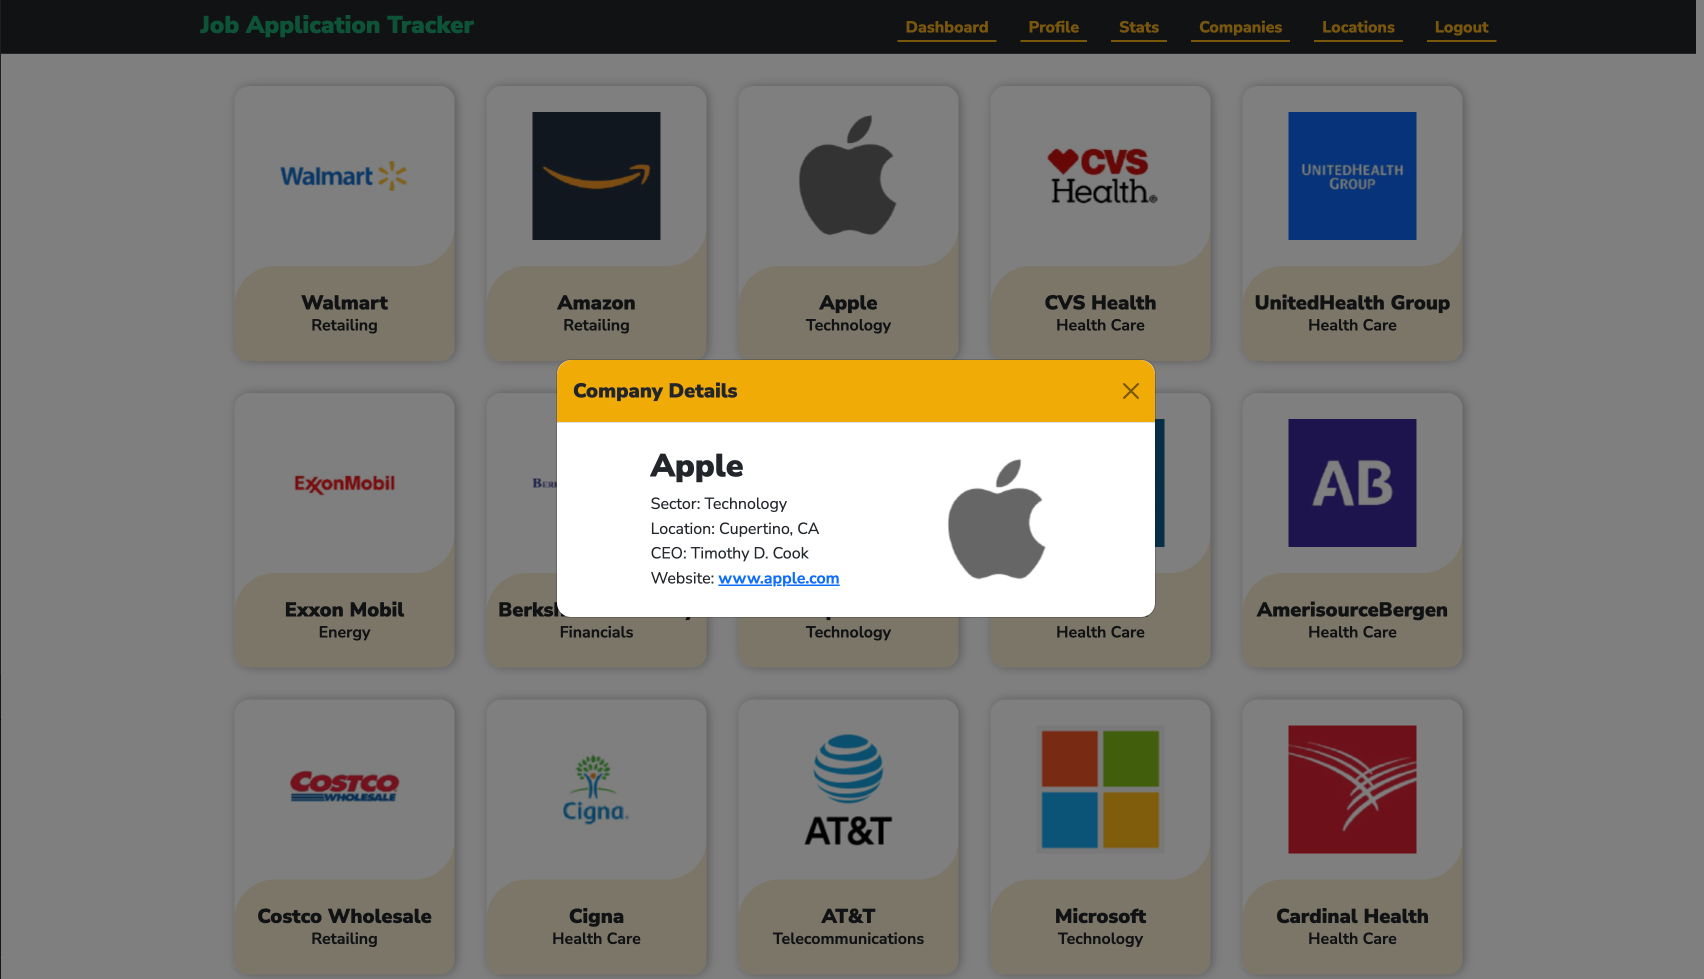 Job Application Tracker
Dashboard Profile Stats Companies Locations Logout
Walmart
CVS
Health®
UNITEDHEALTH
GROUP
Walmart
Retailing
Amazon
Retailing
Apple
Technology
CVS Health
Health Care
UnitedHealth Group
Health Care
Company Details
Apple
Sector: Technology
Location: Cupertino, CA
CEO: Timothy D. Cook
Website: www.apple.com
ExxonMobil
AB
Exxon Mobil
Energy
Financials
Technology
Health Care
AmerisourceBergen
Health Care
COSTCO
WHOLESALE
Cigna.
AT&T
Costco Wholesale
Retailing
Cigna
Health Care
AT&T
Telecommunications
Microsoft
Technology
Cardinal Health
Health Care